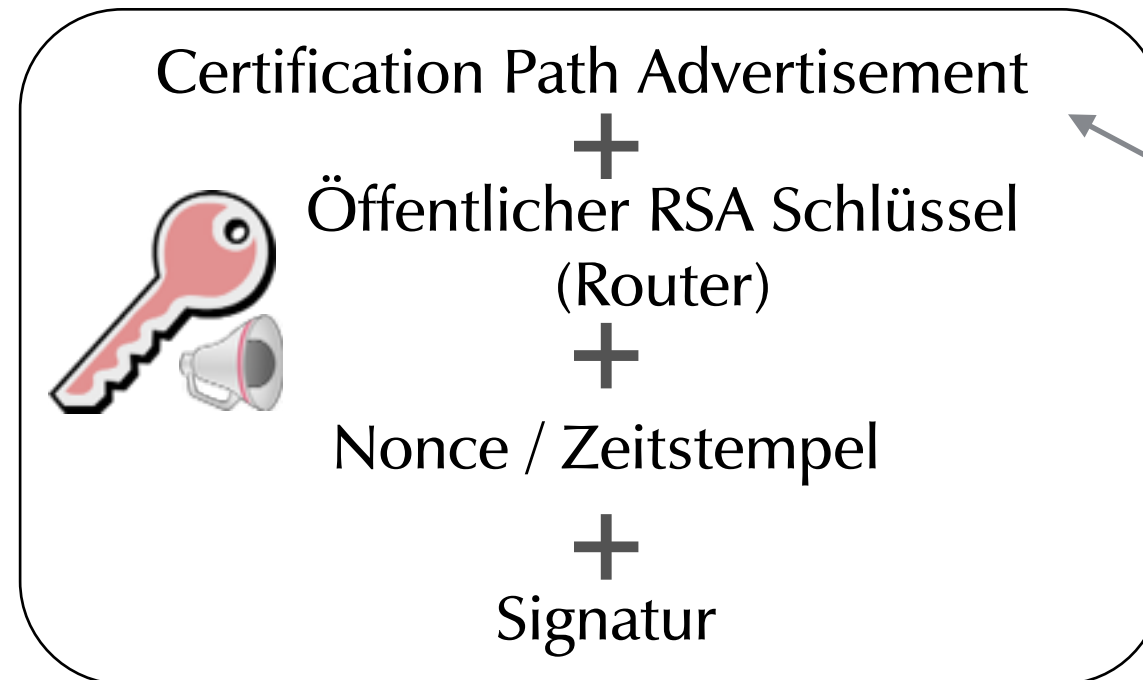 Certification Path Advertisement
+
Öffentlicher RSA Schlüssel
(Router)
+
Nonce / Zeitstempel
+
Signatur